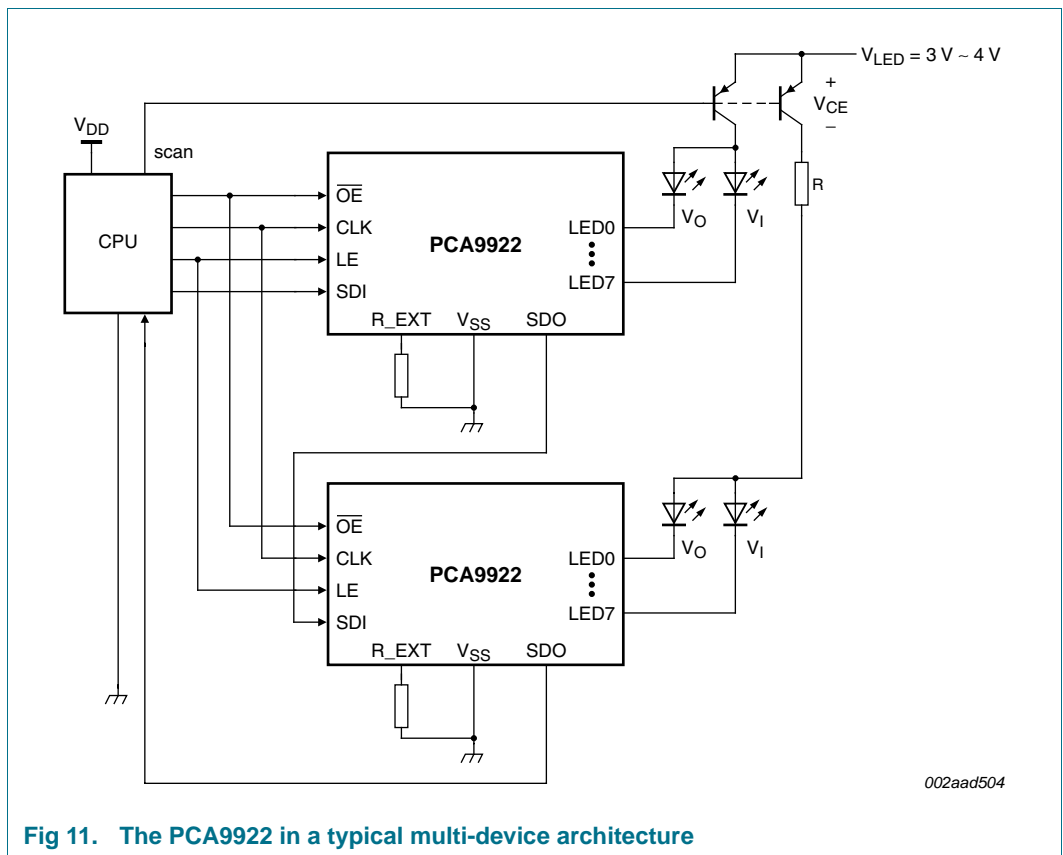 V_LED = 3 V ~ 4 V
+
V_CE
−
V_DD
scan
R
CPU
OE
CLK
LE
SDI
PCA9922
LED0
LED7
V_O
V_I
R_EXT
V_SS
SDO
OE
CLK
LE
SDI
PCA9922
LED0
LED7
V_O
V_I
R_EXT
V_SS
SDO
002aad504
Fig 11. The PCA9922 in a typical multi-device architecture